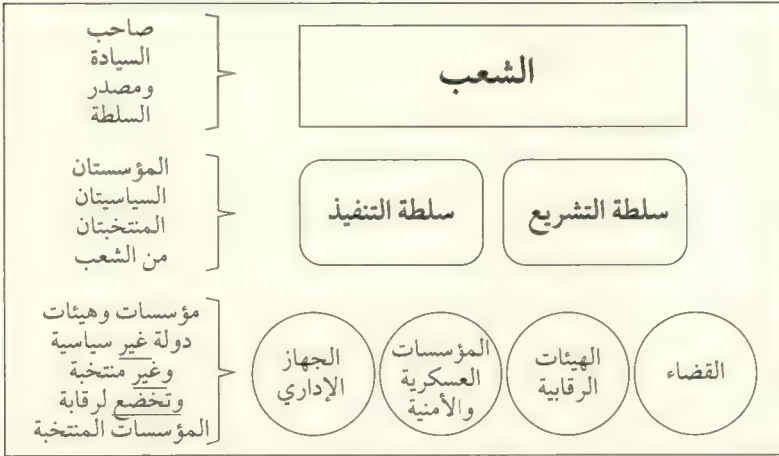 الشعب
صاحب
السيادة
ومصدر
السلطة
سلطة التشريع
سلطة التنفيذ
المؤسستان
السياسيتان
المنتخبتان
من الشعب
القضاء
الهيئات
الرقابية
المؤسسات
العسكرية
والأمنية
الجهاز
الإداري
مؤسسات وهيئات
دولة غير سياسية
وغير منتخبة
وتخضع لرقابة
المؤسسات المنتخبة